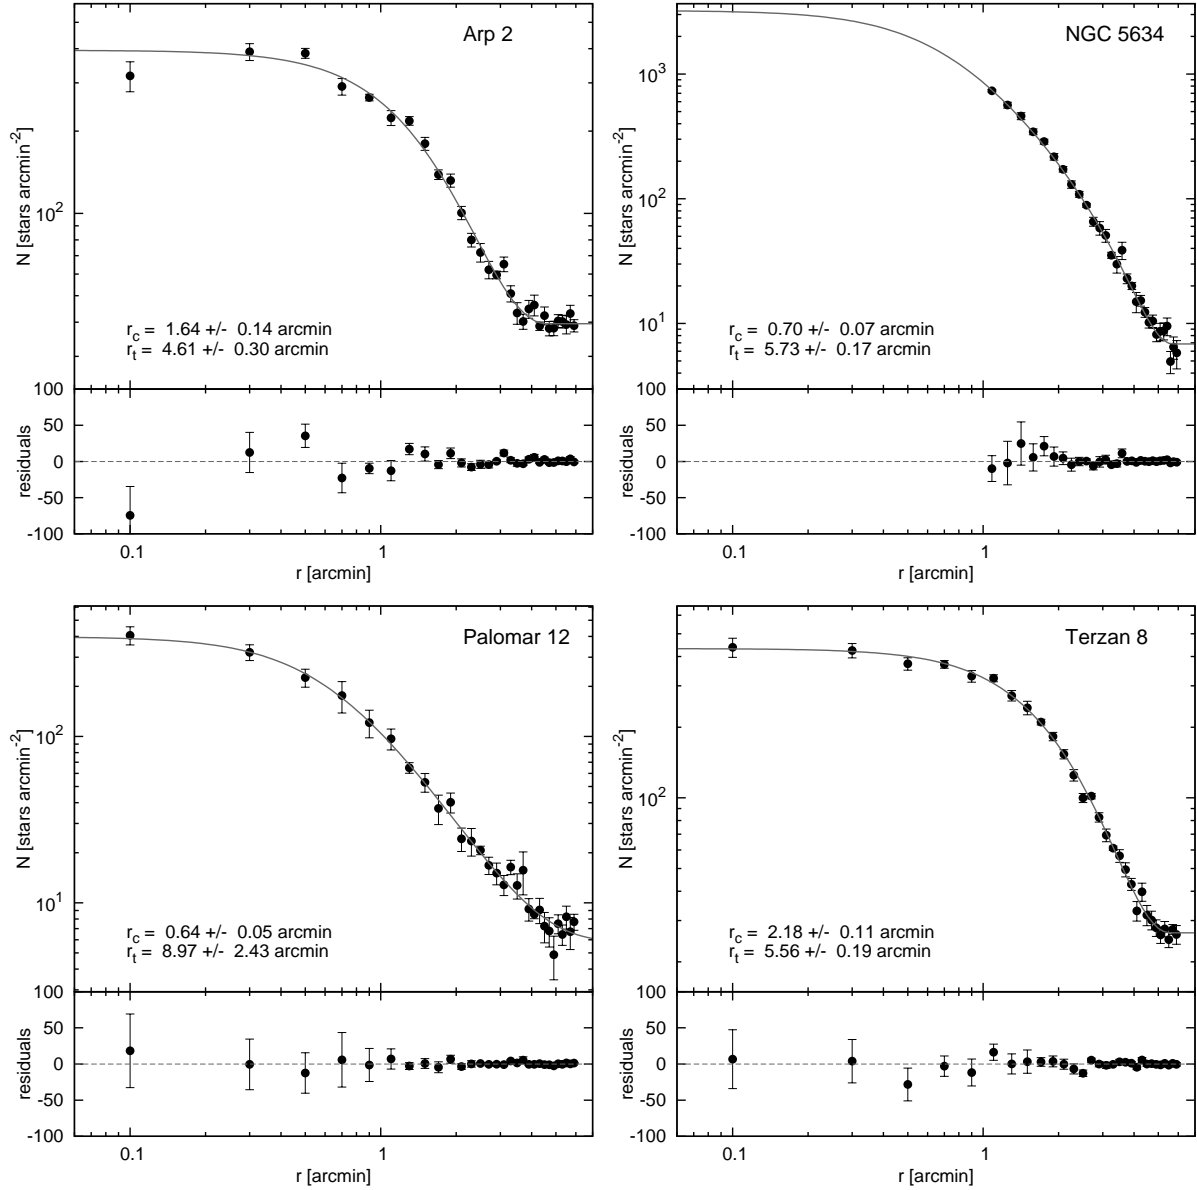 Arp 2
N [stars arcmin-2]
10^2
r_c = 1.64 +/- 0.14 arcmin
r_t = 4.61 +/- 0.30 arcmin
residuals
100
50
0
-50
-100
0.1 1
r [arcmin]
NGC 5634
N [stars arcmin-2]
10^3
10^2
10^1
r_c = 0.70 +/- 0.07 arcmin
r_t = 5.73 +/- 0.17 arcmin
residuals
100
50
0
-50
-100
0.1 1
r [arcmin]
Palomar 12
N [stars arcmin-2]
10^2
10^1
r_c = 0.64 +/- 0.05 arcmin
r_t = 8.97 +/- 2.43 arcmin
residuals
100
50
0
-50
-100
0.1 1
r [arcmin]
Terzan 8
N [stars arcmin-2]
10^2
r_c = 2.18 +/- 0.11 arcmin
r_t = 5.56 +/- 0.19 arcmin
residuals
100
50
0
-50
-100
0.1 1
r [arcmin]